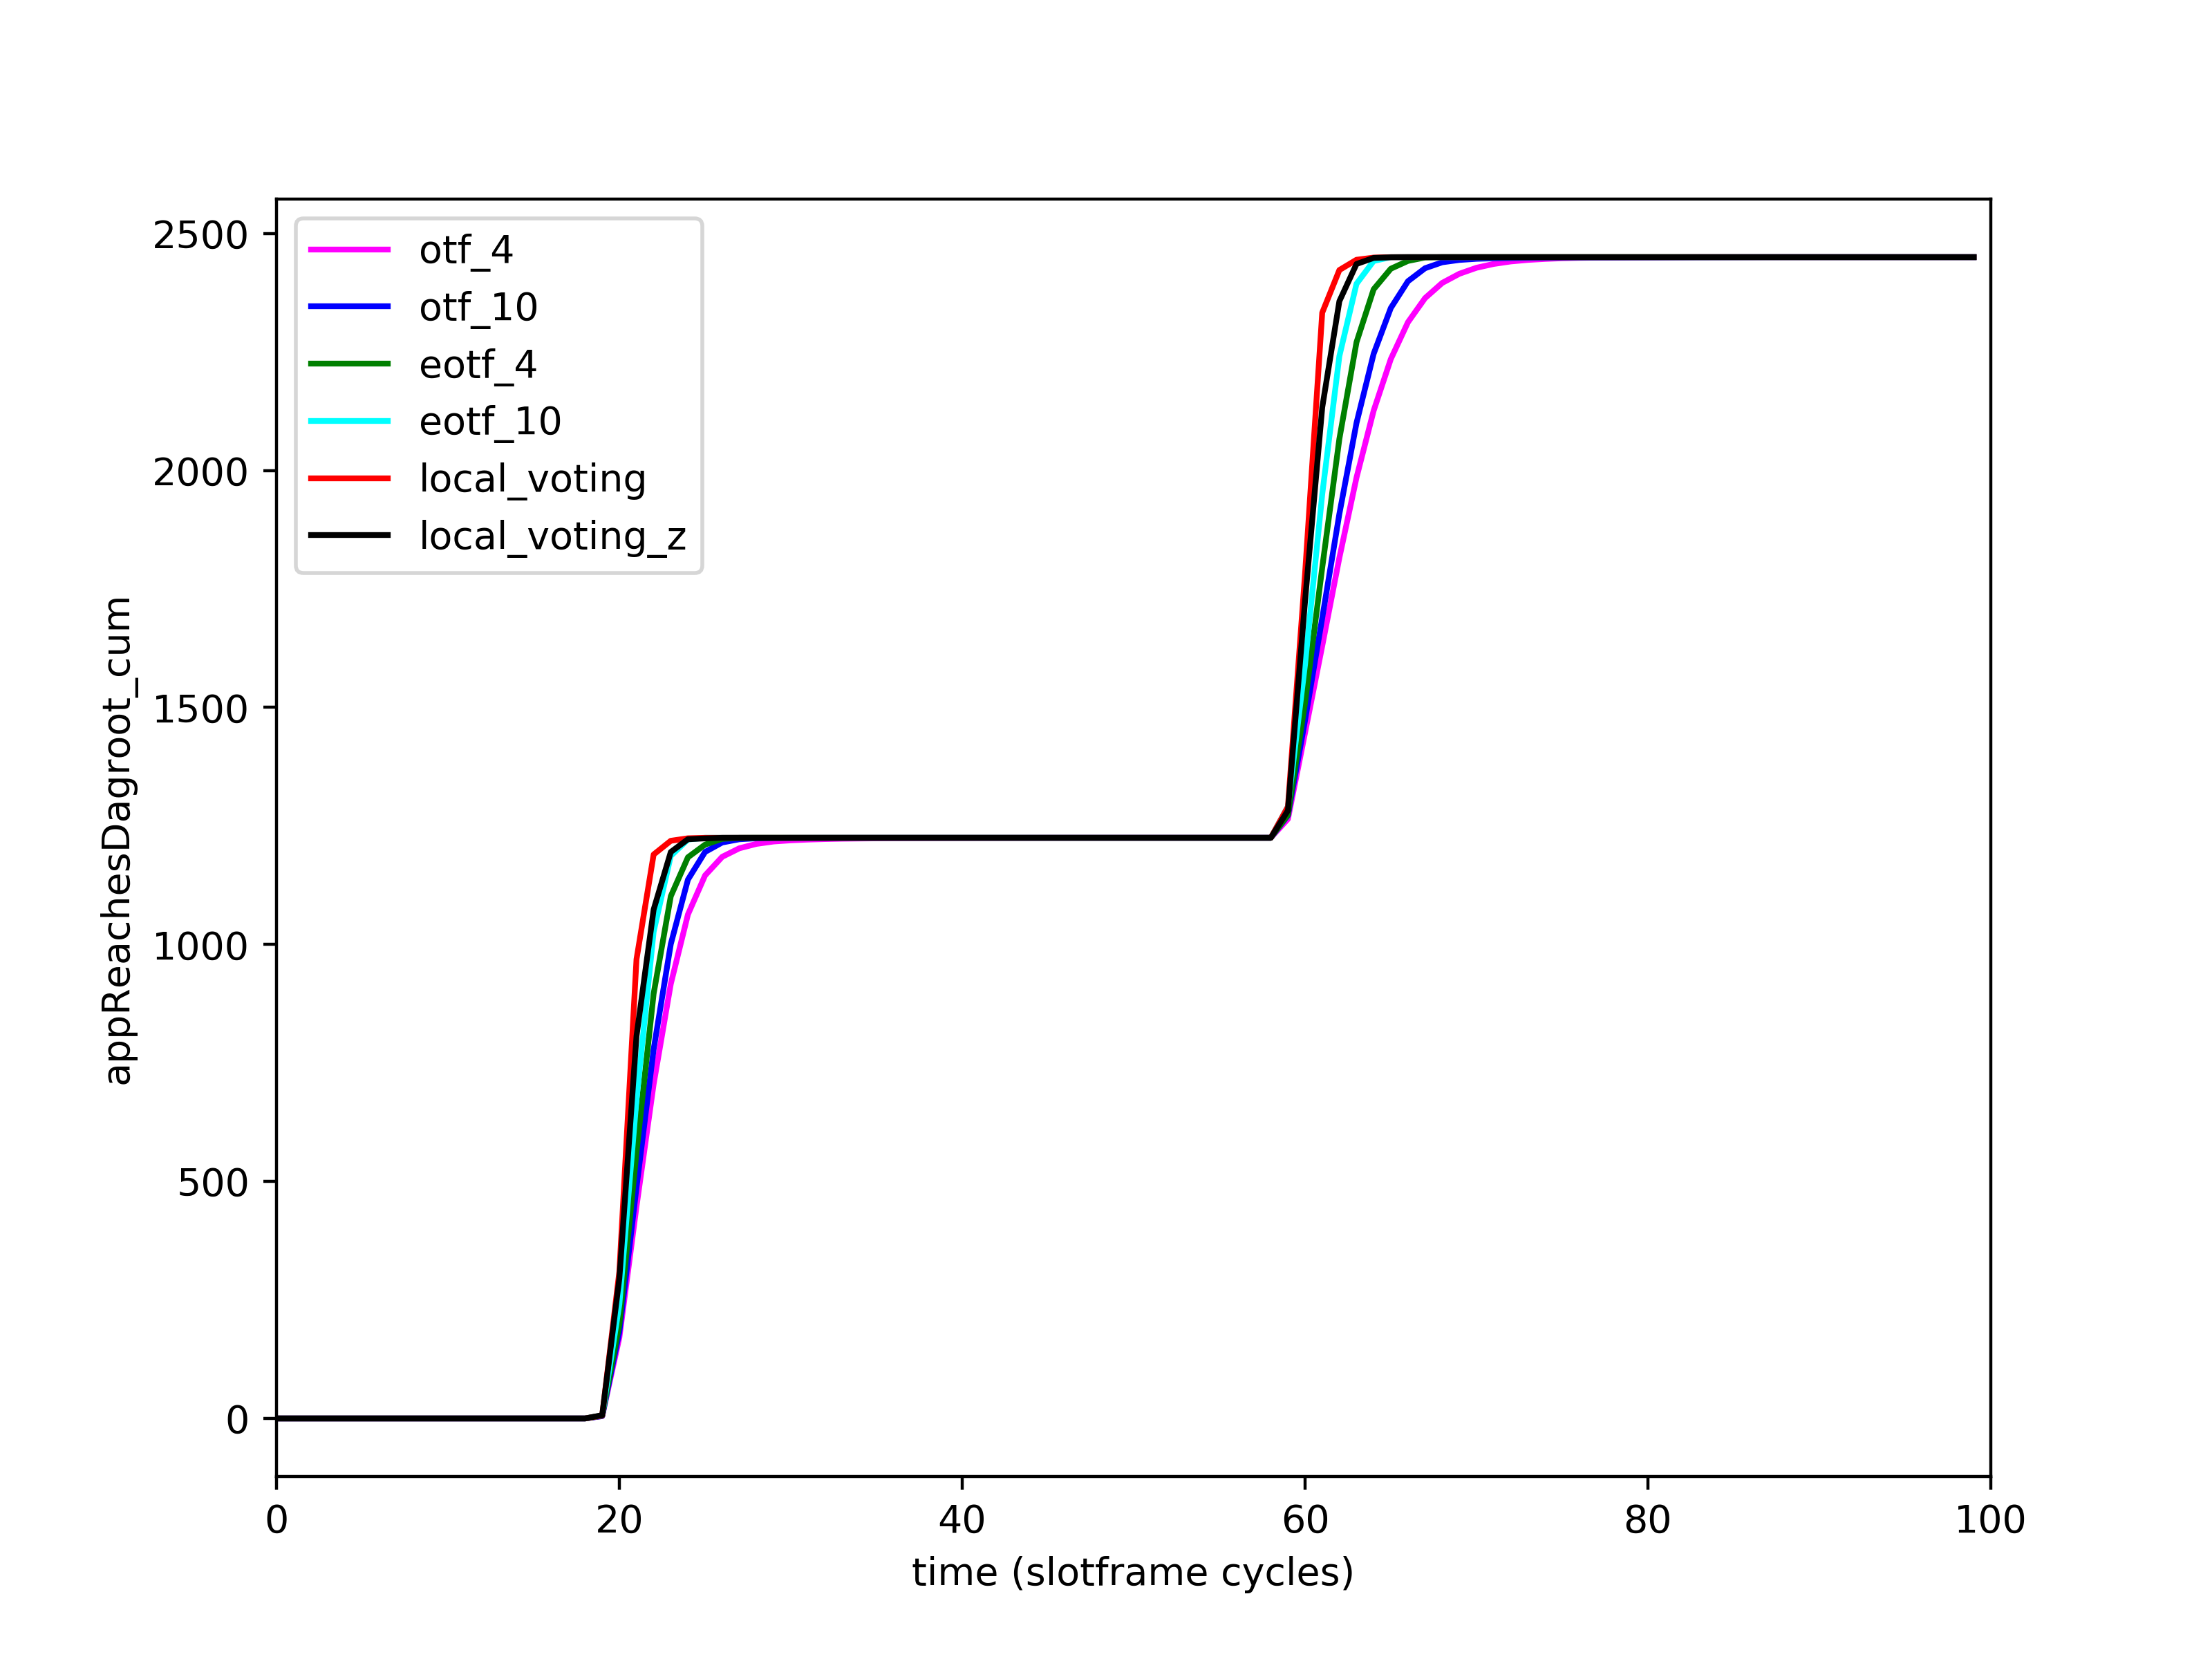 otf_4
otf_10
eotf_4
eotf_10
local_voting
local_voting_z
appReachesDagroot_cum
2500
2000
1500
1000
500
0
0 20 40 60 80 100
time (slotframe cycles)